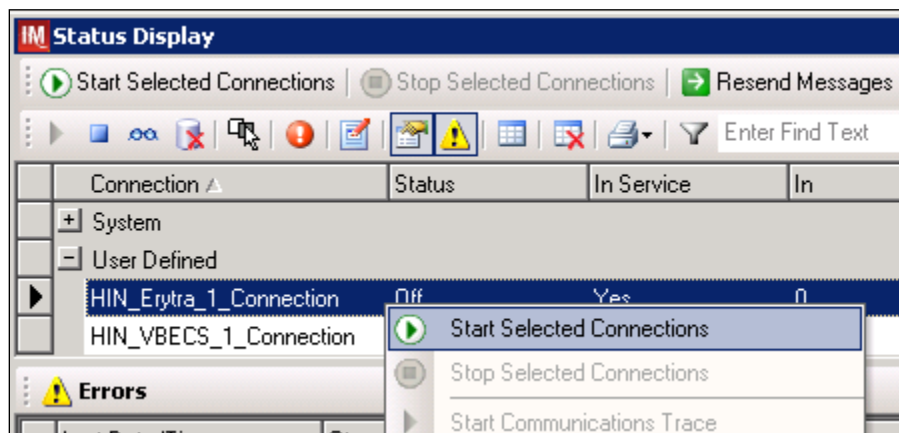 IM Status Display
Start Selected Connections Stop Selected Connections Resend Messages
Enter Find Text
Connection Status In Service In
System
User Defined
HIN_Erytra_1_Connection Off Yes 0
HIN_VBECS_1_Connection
Start Selected Connections
Stop Selected Connections
Errors
Start Communications Trace